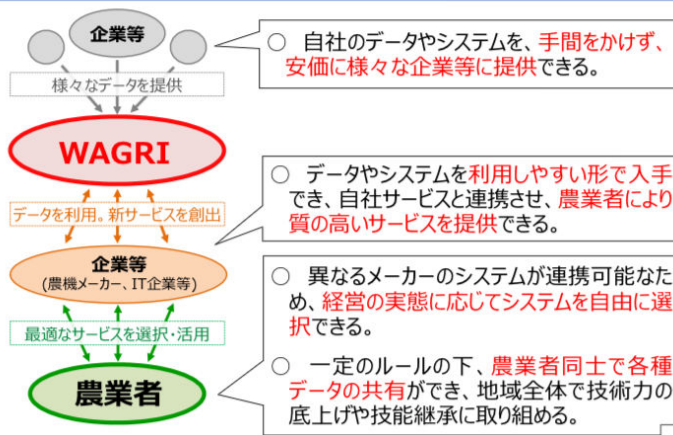 企業等
様々なデータを提供
WAGRI
データを利用。新サービスを創出
企業等
(農機メーカー、IT企業等)
最適なサービスを選択・活用
農業者
○ 自社のデータやシステムを、手間をかけず、
安価に様々な企業等に提供できる。
○ データやシステムを利用しやすい形で入手
でき、自社サービスと連携させ、農業者により
質の高いサービスを提供できる。
○ 異なるメーカーのシステムが連携可能なた
め、経営の実態に応じてシステムを自由に選
択できる。
○ 一定のルールの下、農業者同士で各種
データの共有ができ、地域全体で技術力の
底上げや技能継承に取り組める。